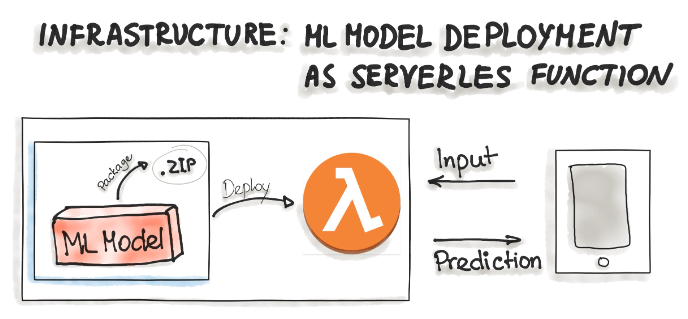 INFRASTRUCTURE: ML MODEL DEPLOYMENT
AS SERVERLES FUNCTION
Package
.ZIP
ML Model
Deploy
λ
Input
Prediction